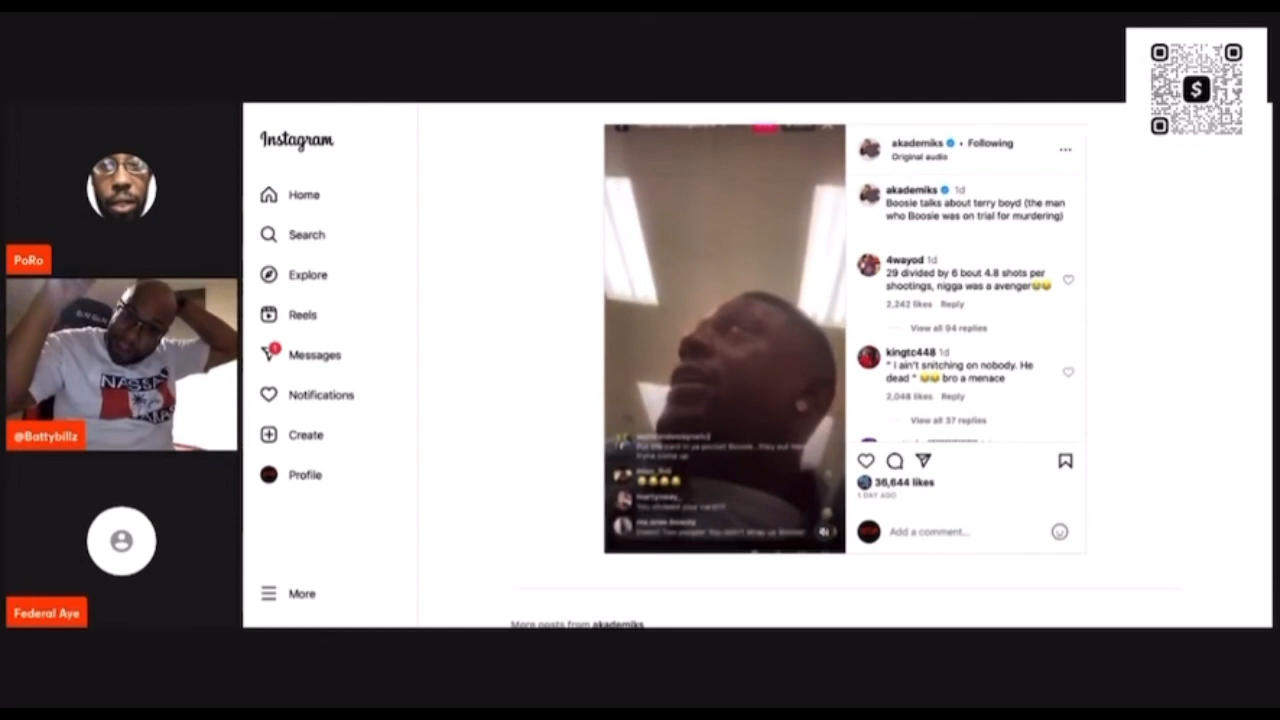 PoRo
NASSAU
@Battybillz
Federal Aye
Instagram
Home
Search
Explore
Reels
1
Messages
Notifications
Create
Profile
More
akademiks • Following
Original audio
akademiks 1d
Boosie talks about terry boyd (the man
who Boosie was on trial for murdering)
4wayod 1d
29 divided by 6 bout 4.8 shots per
shootings, nigga was a avenger😂😂
2,242 likes Reply
View all 94 replies
kingtc448 1d
" I ain't snitching on nobody. He
dead " 😂😂 bro a menace
2,048 likes Reply
View all 37 replies
36,644 likes
1 DAY AGO
Add a comment...
More posts from akademiks
$